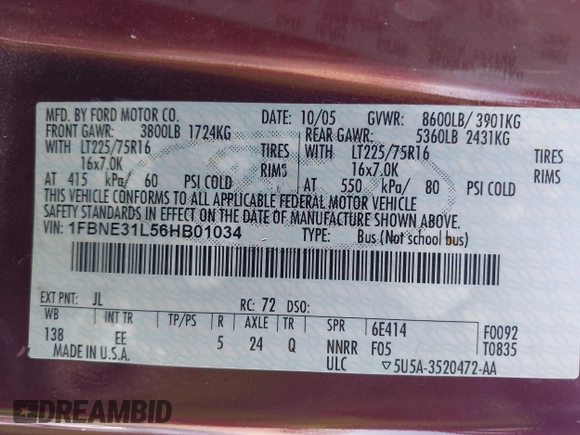 MFD. BY FORD MOTOR CO. DATE: 10/05 GVWR: 8600LB/ 3901KG
FRONT GAWR: 3800LB 1724KG REAR GAWR: 5360LB 2431KG
WITH LT225/75R16 TIRES WITH LT225/75R16 TIRES
16x7.0K RIMS 16x7.0K RIMS
AT 415 kPa/ 60 PSI COLD AT 550 kPa/ 80 PSI COLD
THIS VEHICLE CONFORMS TO ALL APPLICABLE FEDERAL MOTOR VEHICLE
SAFETY STANDARDS IN EFFECT ON THE DATE OF MANUFACTURE SHOWN ABOVE.
VIN: 1FBNE31L56HB01034 TYPE: Bus (Not school bus)
EXT PNT: JL RC: 72 DSO:
WB INT TR TP/PS R AXLE TR SPR 6E414 F0092
138 EE 5 24 Q NNRR F05 T0835
MADE IN U.S.A. ULC ▽5U5A-3520472-AA
DREAMBID